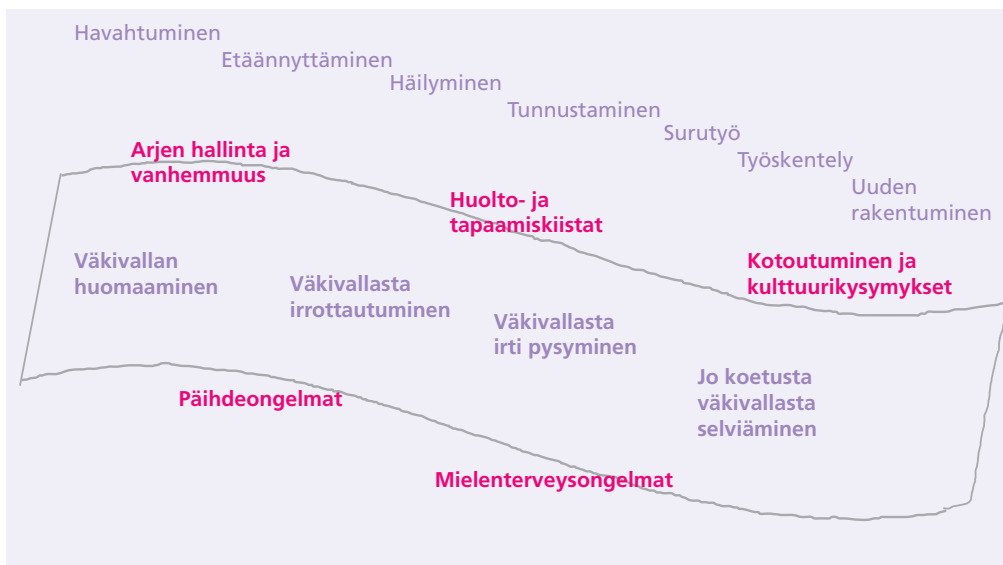 Havahtuminen
Etäännyttäminen
Häilyminen
Tunnustaminen
Surutyö
Työskentely
Uuden
rakentuminen
Arjen hallinta ja
vanhemmuus
Huolto- ja
tapaamiskiistat
Kotoutuminen ja
kulttuurikysymykset
Väkivallan
huomaaminen
Väkivallasta
irrottautuminen
Väkivallasta
irti pysyminen
Jo koetusta
väkivallasta
selviäminen
Päihdeongelmat
Mielenterveysongelmat